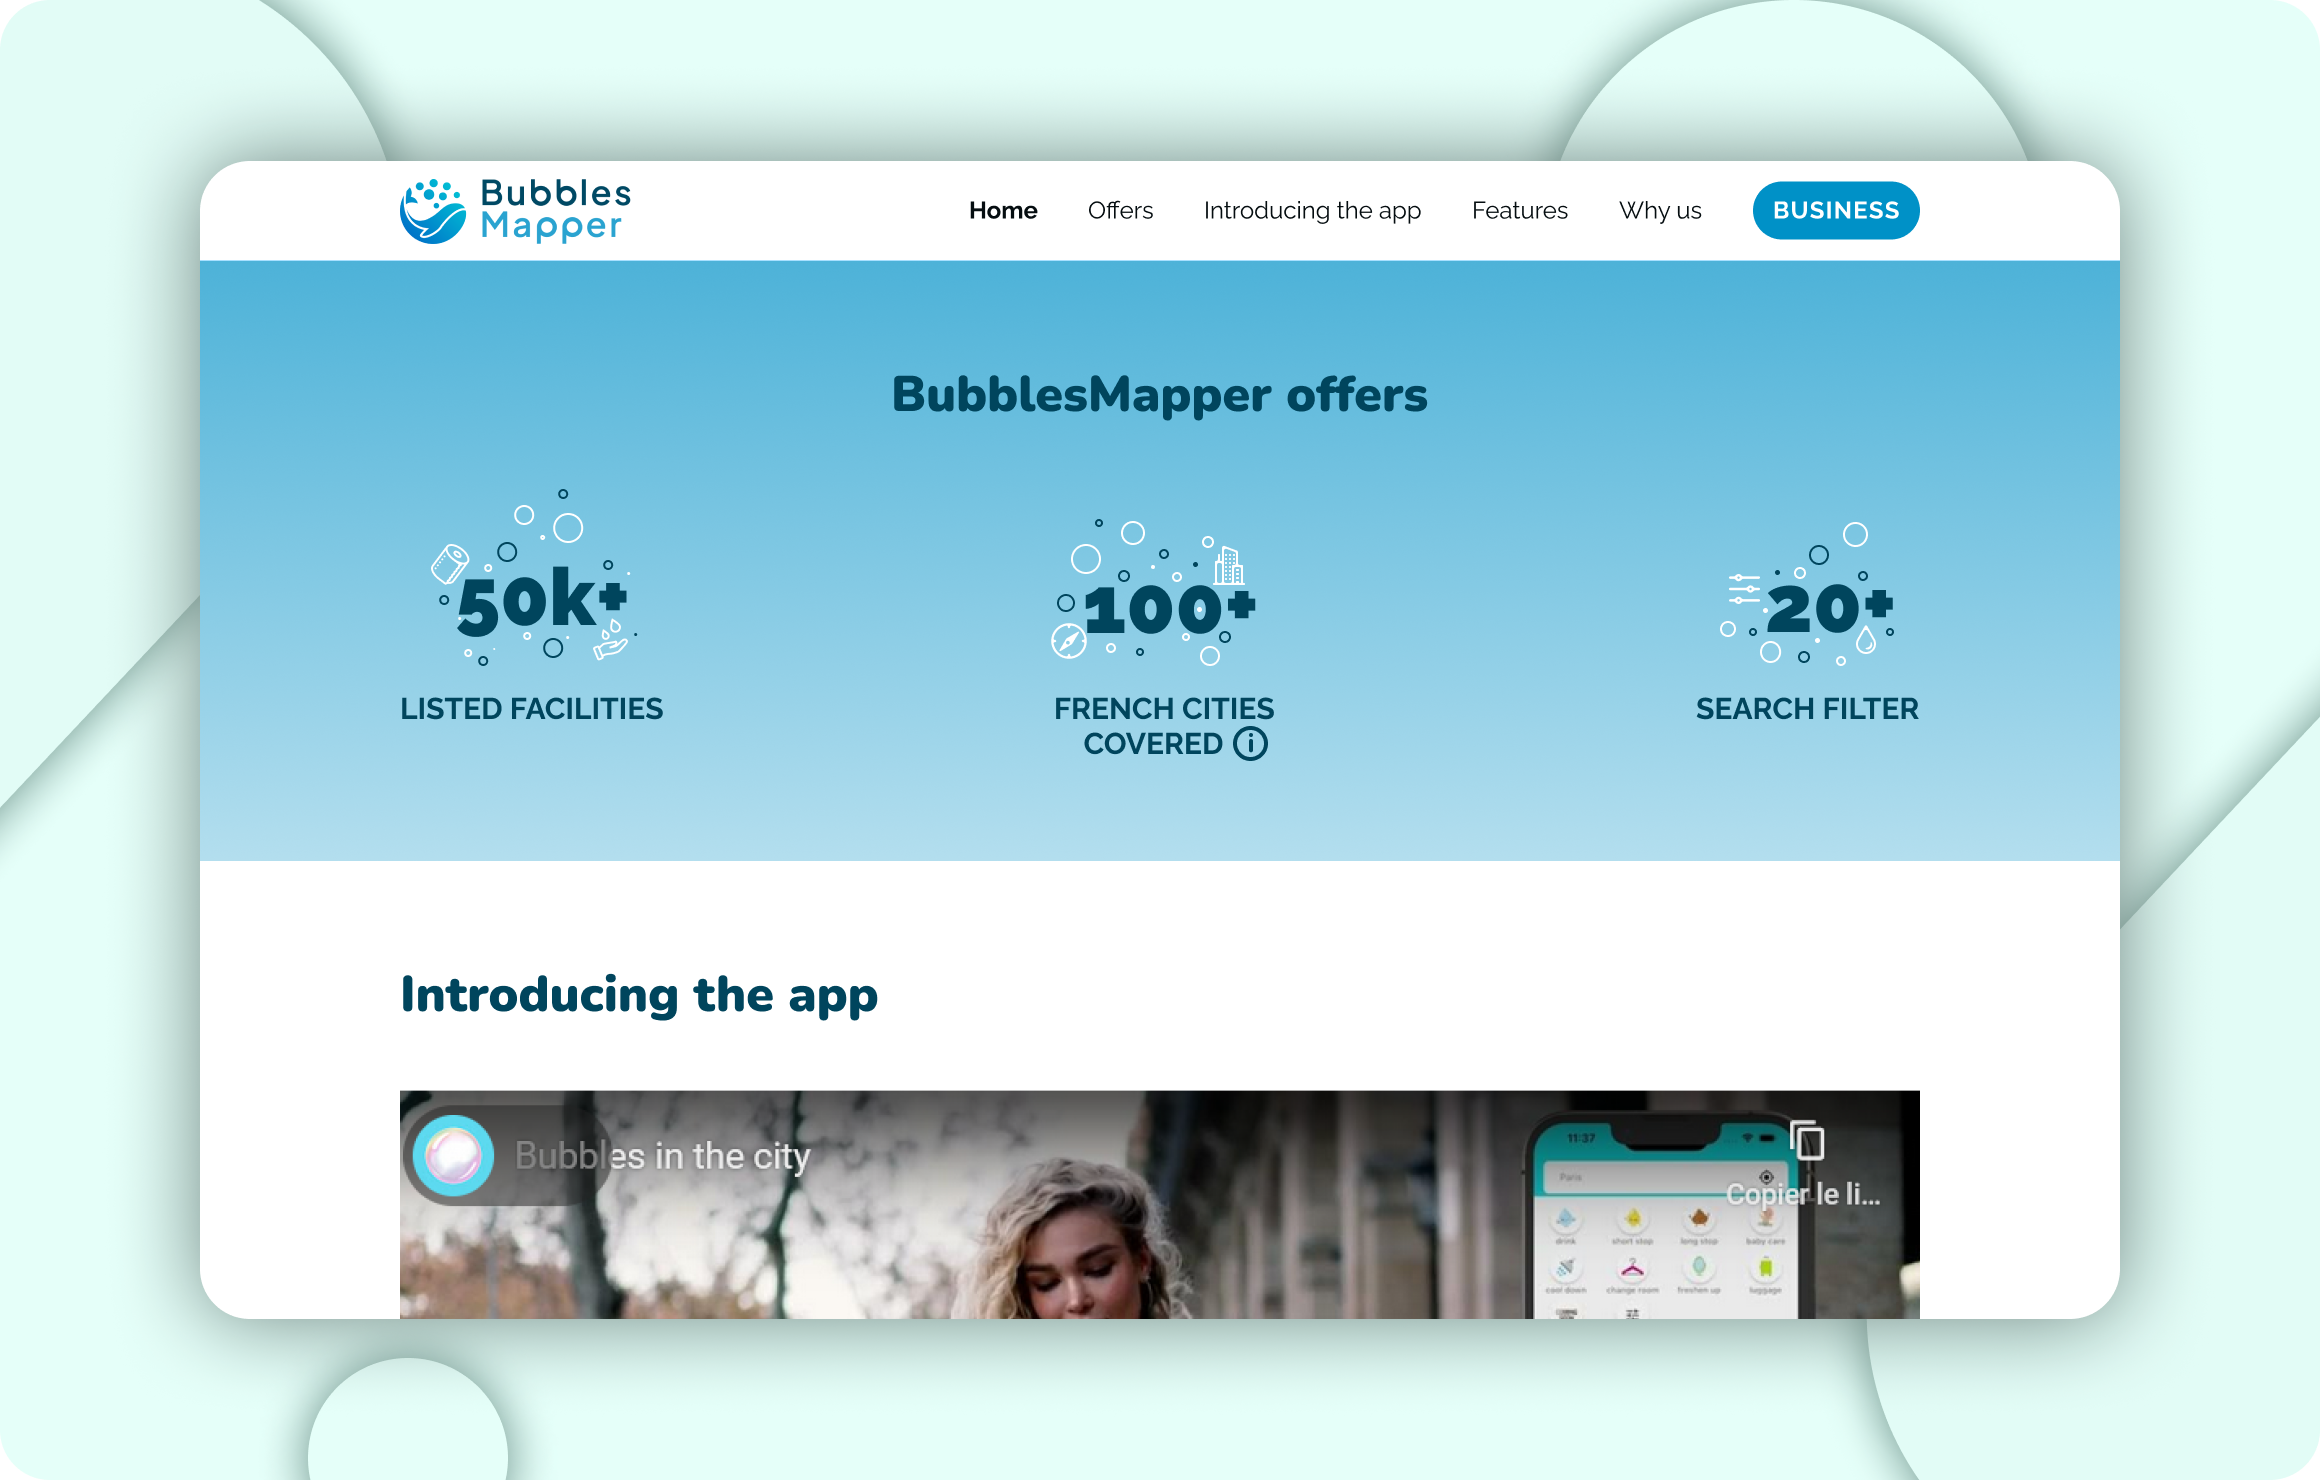 Bubbles
Mapper
Home
Offers
Introducing the app
Features
Why us
BUSINESS
BubblesMapper offers
50k+
100+
20+
LISTED FACILITIES
FRENCH CITIES
COVERED
SEARCH FILTER
Introducing the app
Bubbles in the city
Copier le li...
11:37
Paris
drink
short stop
long stop
baby care
cool down
change room
freshen up
luggage